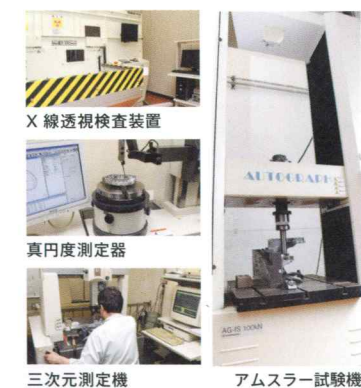 X 線透視検査装置
真円度測定器
三次元測定機
AUTOGRAPH
AG-IS 100kN
アムスラー試験機